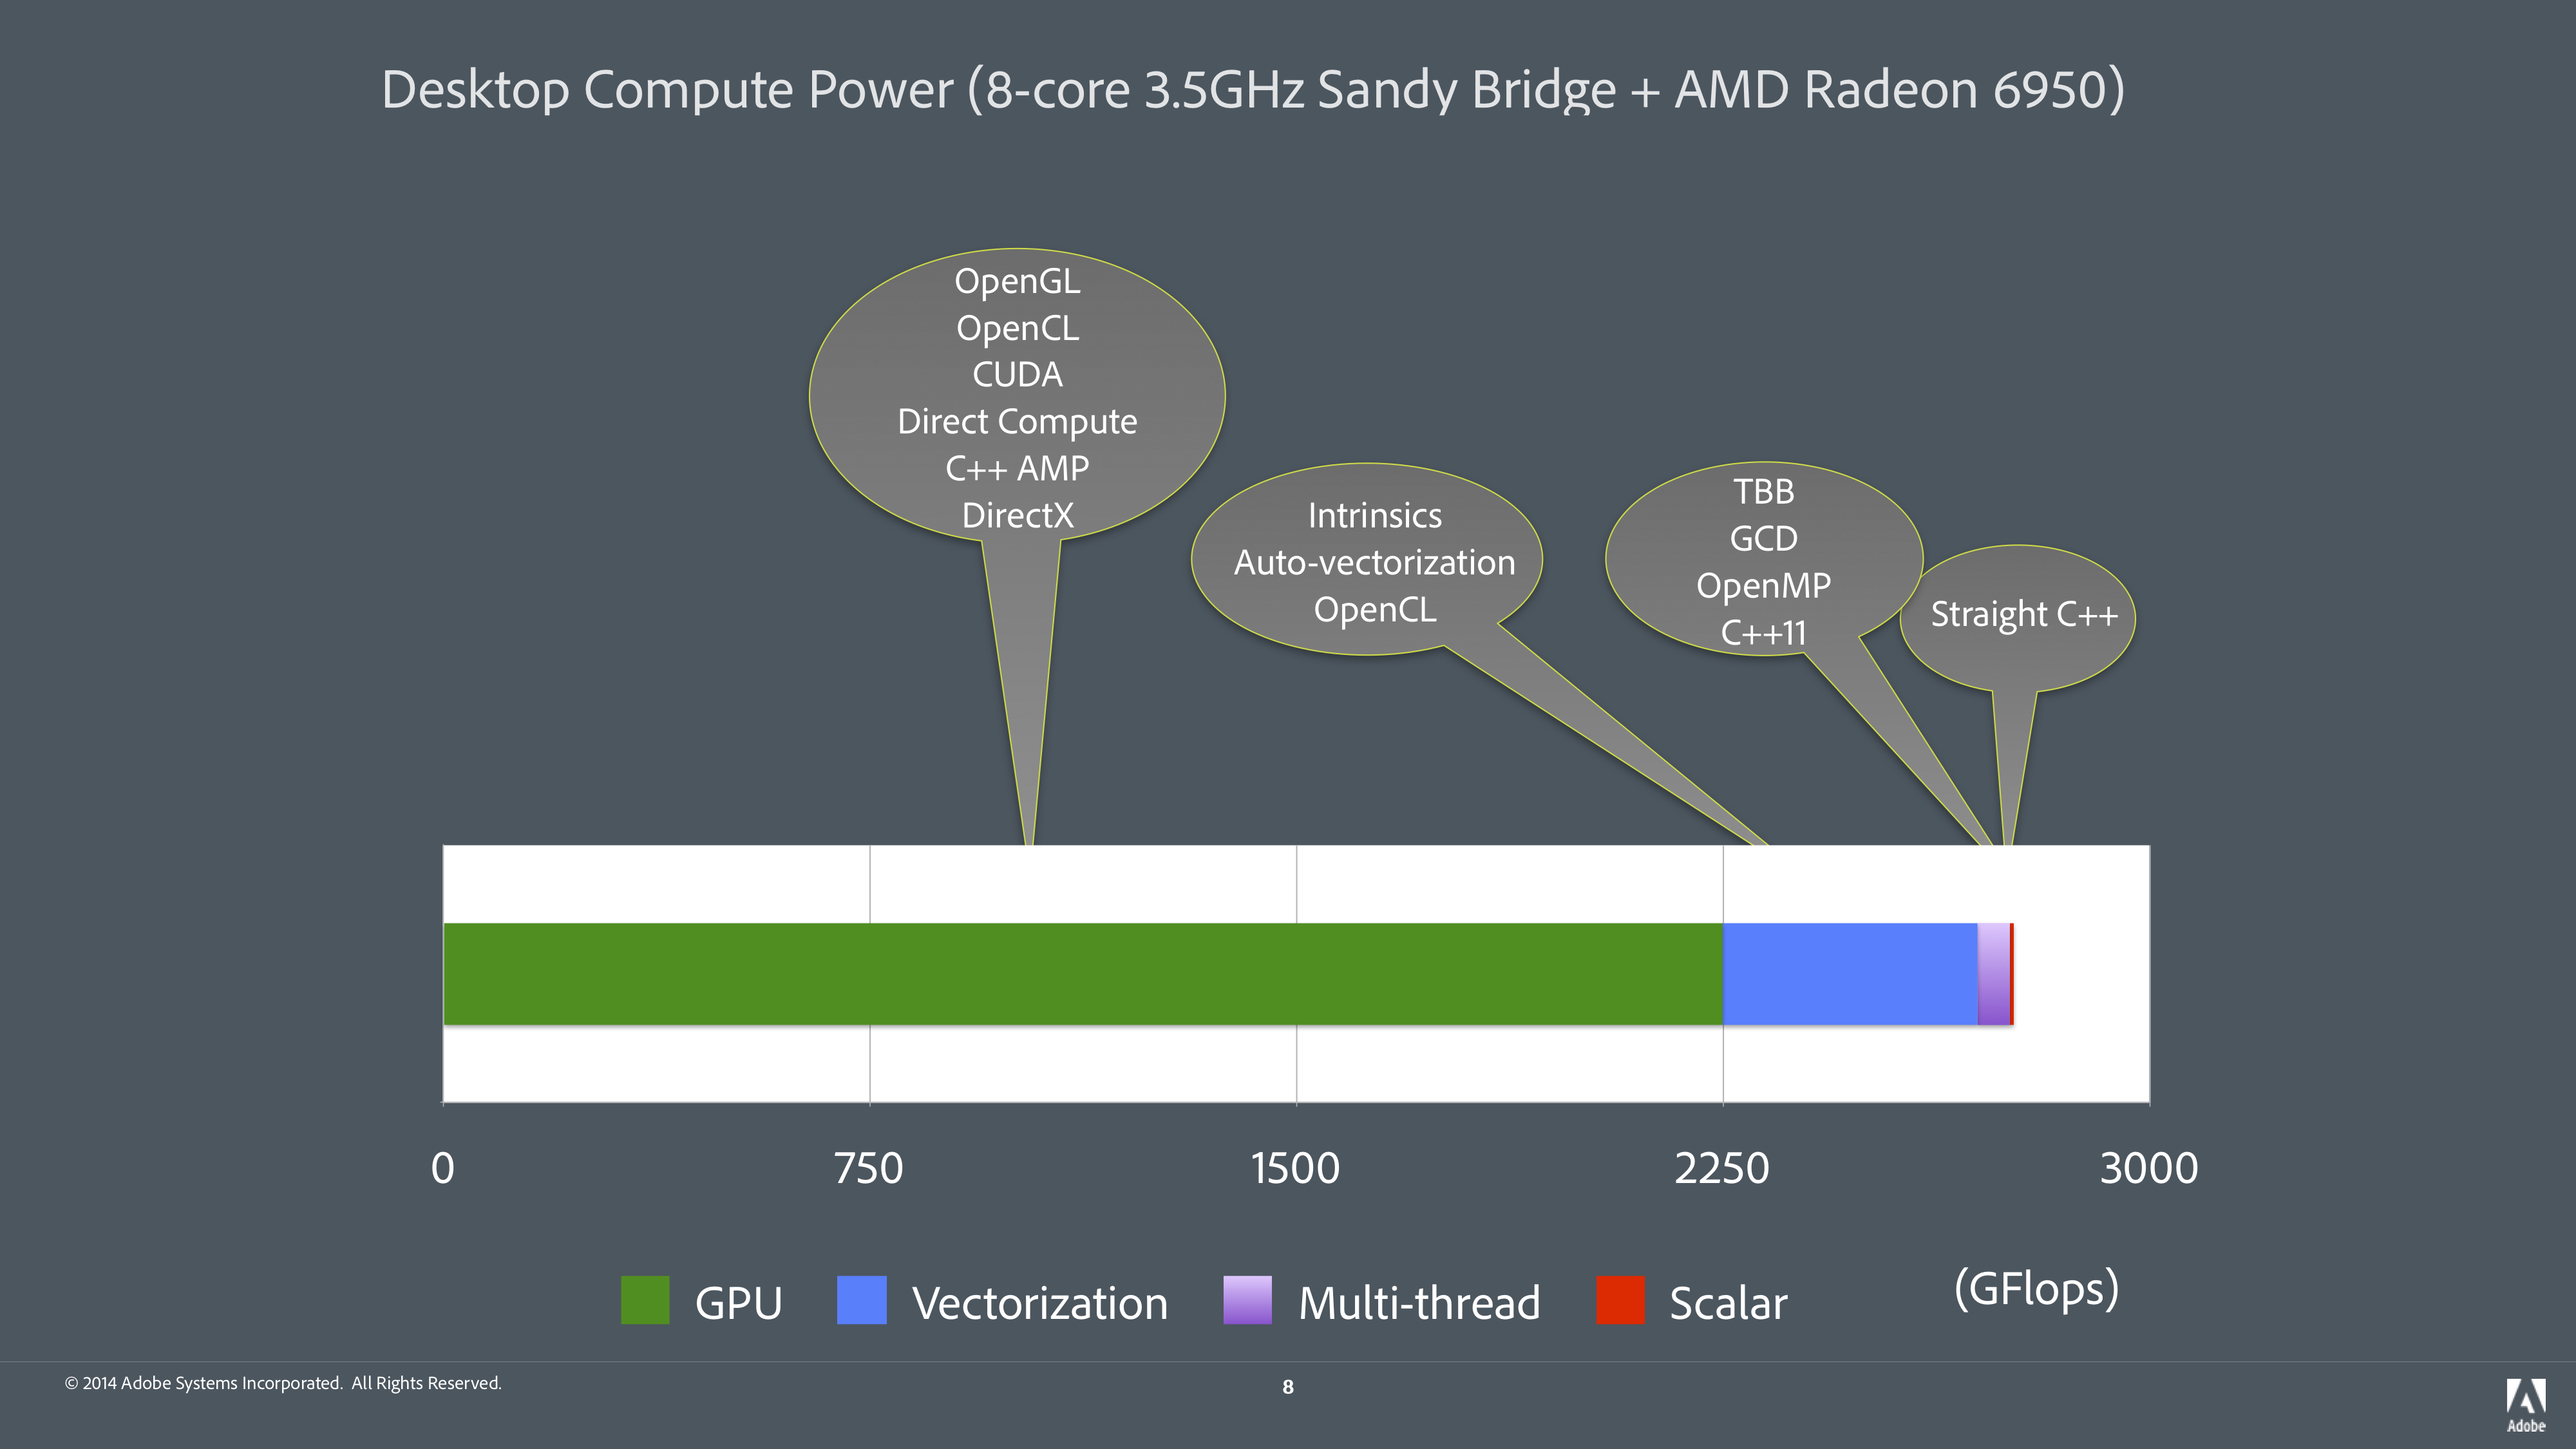 Desktop Compute Power (8-core 3.5GHz Sandy Bridge + AMD Radeon 6950)
OpenGL
OpenCL
CUDA
Direct Compute
C++ AMP
DirectX
Intrinsics
Auto-vectorization
OpenCL
TBB
GCD
OpenMP
C++11
Straight C++
0 750 1500 2250 3000
(GFlops)
GPU Vectorization Multi-thread Scalar
© 2014 Adobe Systems Incorporated. All Rights Reserved.
8
Adobe